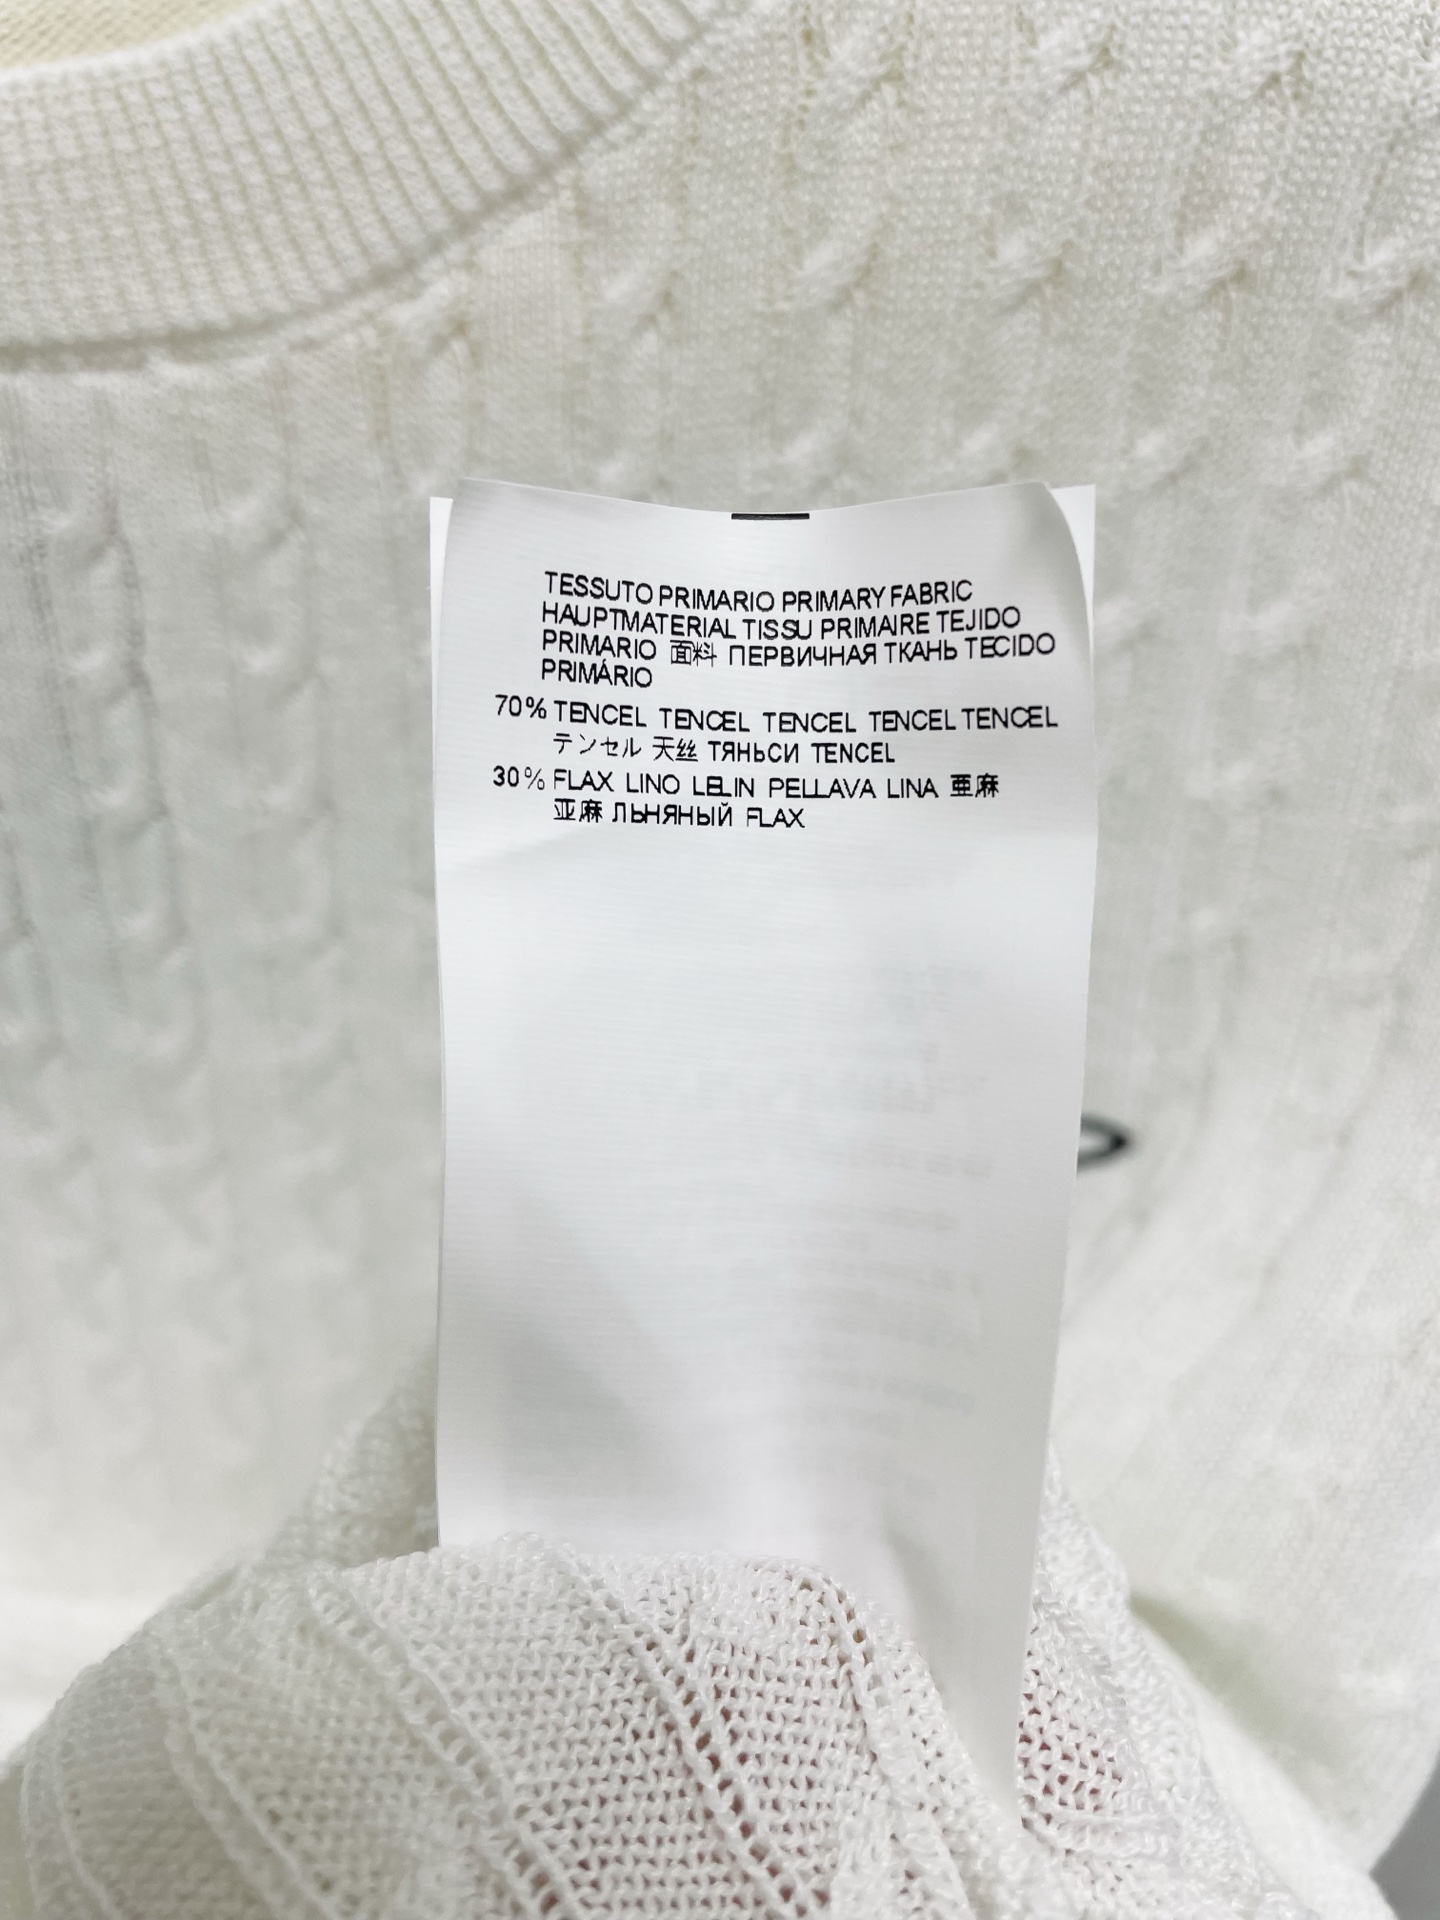 TESSUTO PRIMARIO PRIMARY FABRIC
HAUPTMATERIAL TISSU PRIMAIRE TEJIDO
PRIMARIO 面料 ПЕРВИЧНАЯ ТКАНЬ TECIDO
PRIMÁRIO
70% TENCEL TENCEL TENCEL TENCEL TENCEL
テンセル 天丝 ТЯНЬСИ TENCEL
30% FLAX LINO LELIN PELLAVA LINA 亜麻
亚麻 ЛЬНЯНЫЙ FLAX